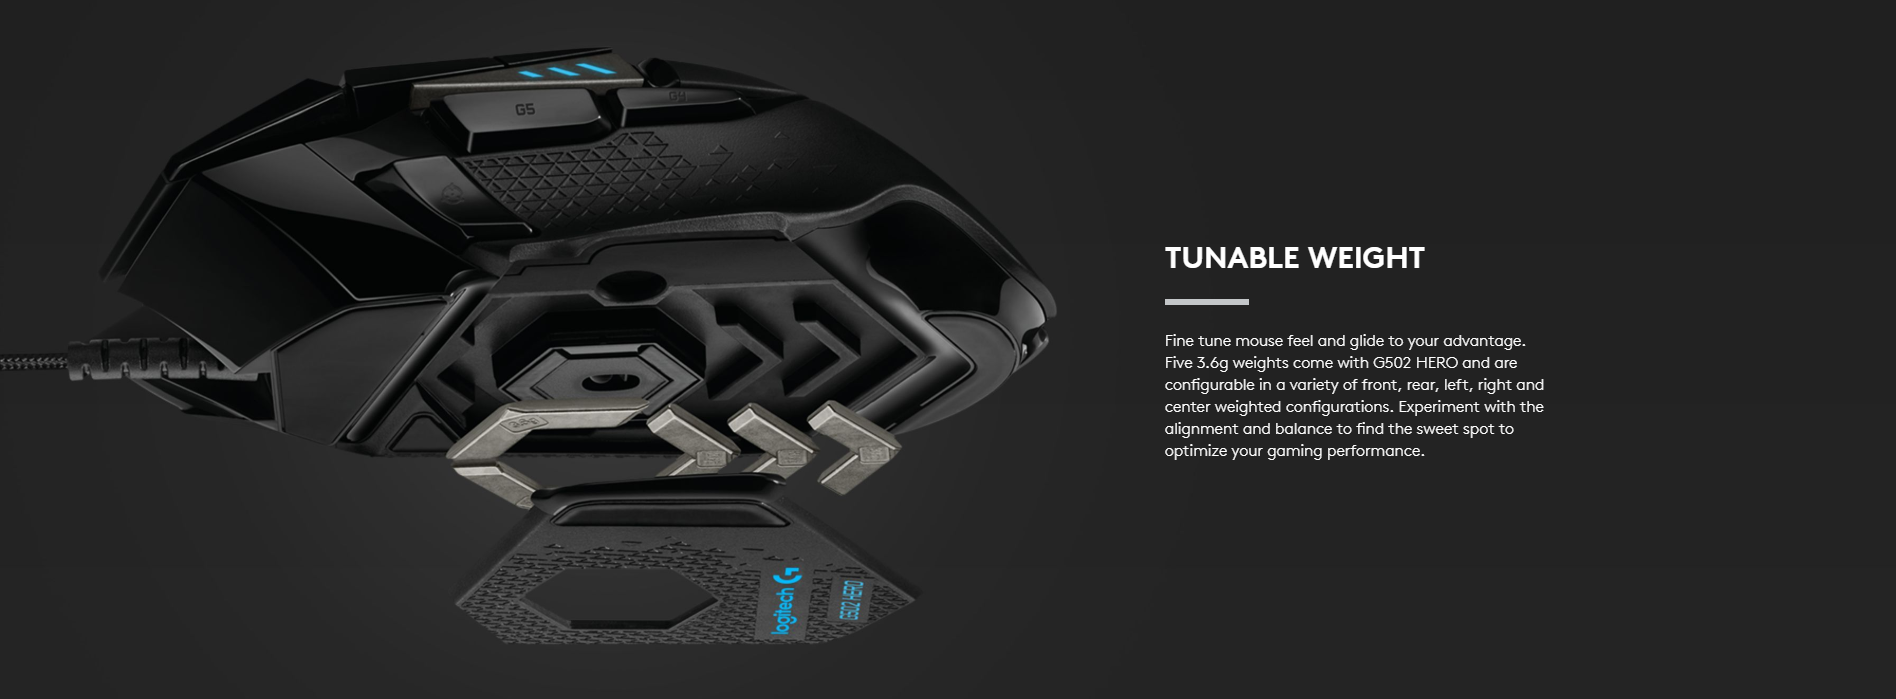 G5
G4
TUNABLE WEIGHT
Fine tune mouse feel and glide to your advantage.
Five 3.6g weights come with G502 HERO and are
configurable in a variety of front, rear, left, right and
center weighted configurations. Experiment with the
alignment and balance to find the sweet spot to
optimize your gaming performance.
3.6g
logitech G
G502 HERO